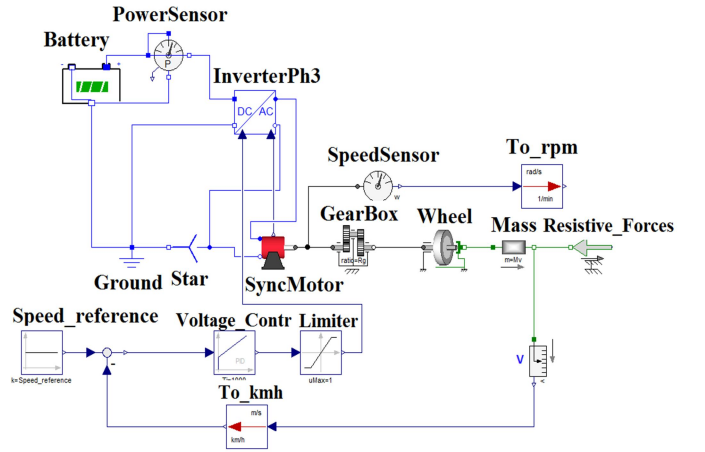 PowerSensor
Battery
- +
P
InverterPh3
DC AC
SpeedSensor
To_rpm
rad/s
w
1/min
GearBox
Wheel
Mass Resistive_Forces
ratio=Rg
m=Mv
Ground
Star
SyncMotor
Speed_reference
Voltage_Contr
Limiter
PID
k=Speed_reference
uMax=1
V
To_kmh
m/s
km/h